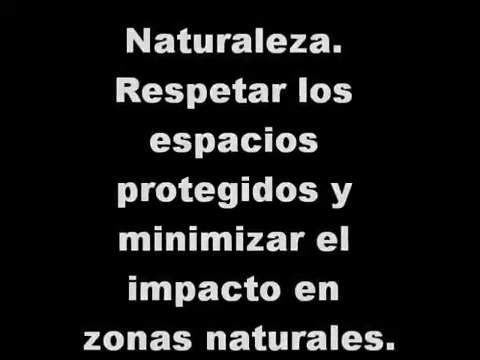 Naturaleza.
Respetar los
espacios
protegidos y
minimizar el
impacto en
zonas naturales.